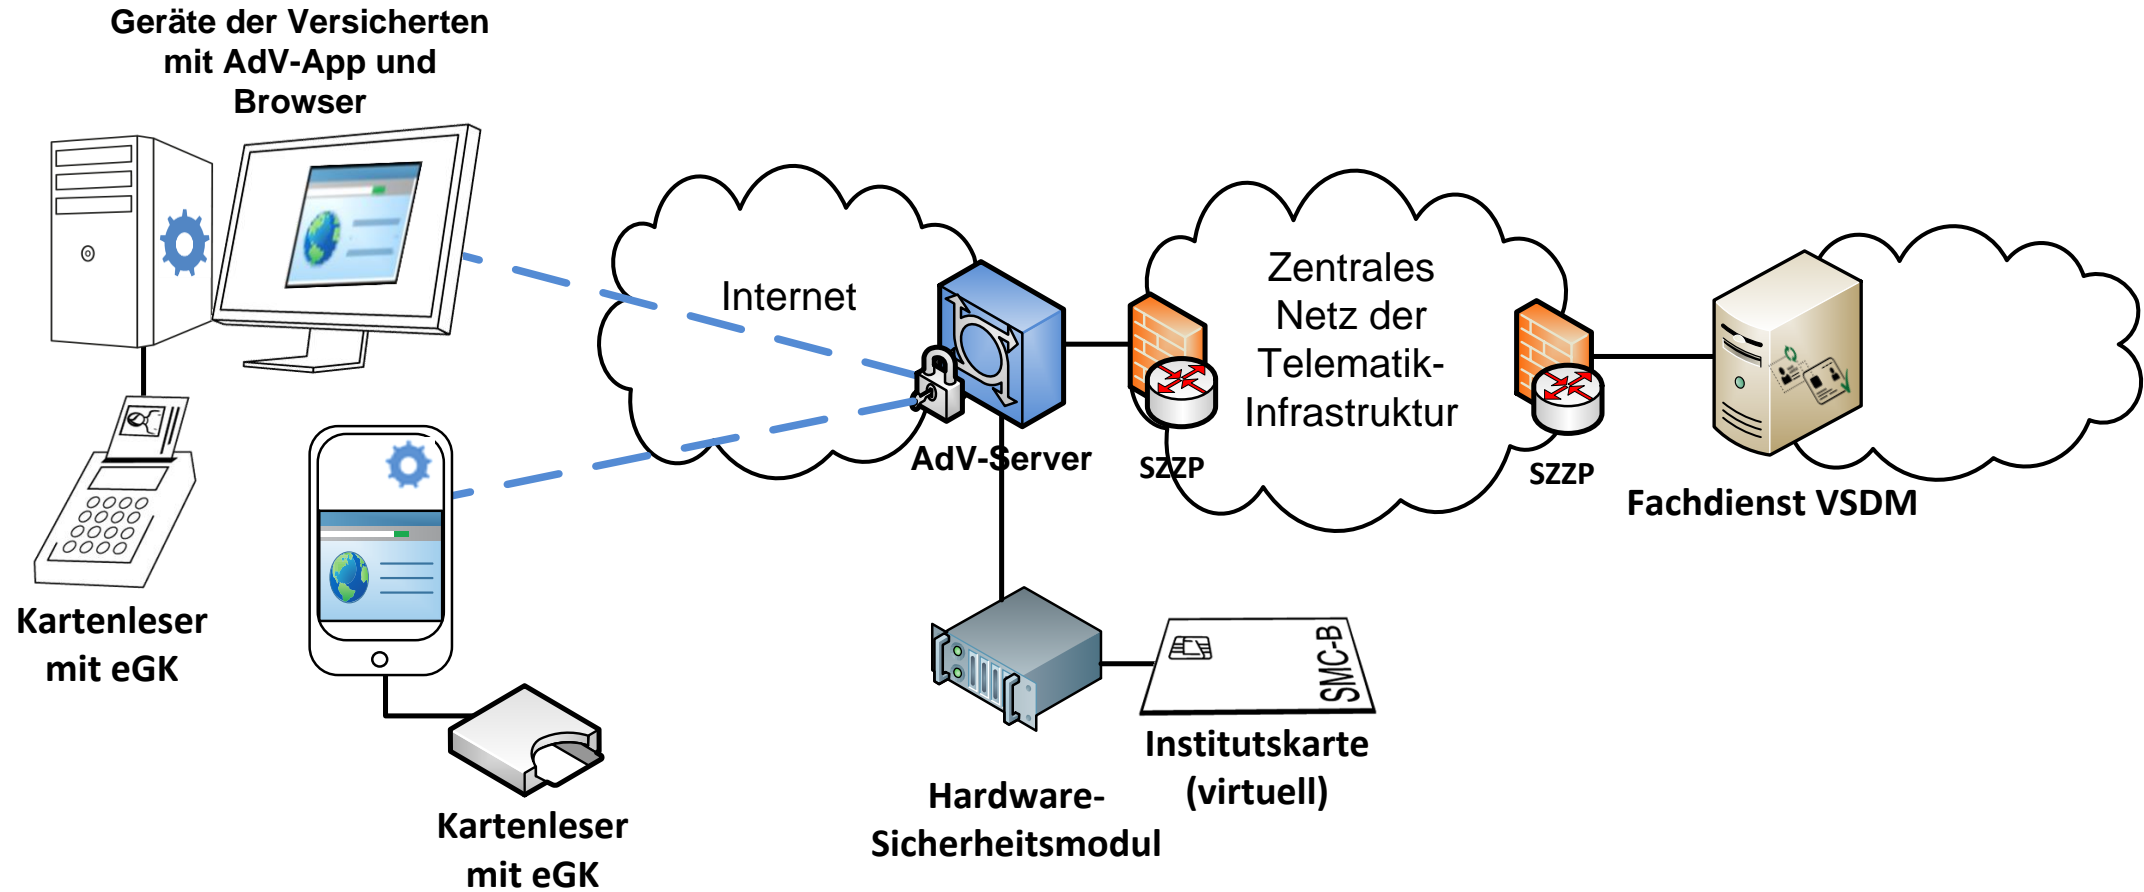 Geräte der Versicherten
mit AdV-App und
Browser
Internet
Zentrales
Netz der
Telematik-
Infrastruktur
AdV-Server
SZZP
SZZP
Fachdienst VSDM
Kartenleser
mit eGK
SMC-B
Institutskarte
(virtuell)
Hardware-
Sicherheitsmodul
Kartenleser
mit eGK